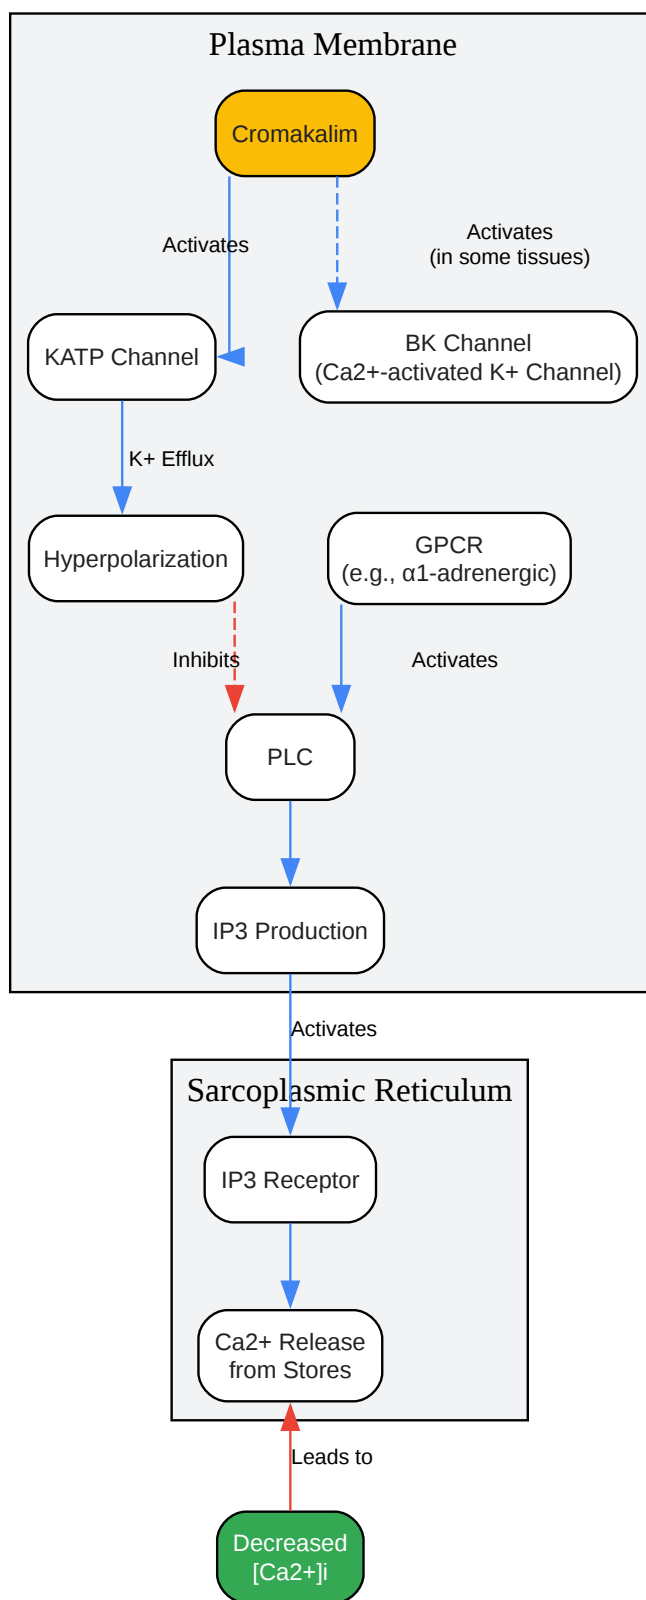 Plasma Membrane
Cromakalim
Activates
Activates
(in some tissues)
KATP Channel
BK Channel
(Ca2+-activated K+ Channel)
K+ Efflux
Hyperpolarization
GPCR
(e.g., α1-adrenergic)
Inhibits
Activates
PLC
IP3 Production
Activates
Sarcoplasmic Reticulum
IP3 Receptor
Ca2+ Release
from Stores
Leads to
Decreased
[Ca2+]i